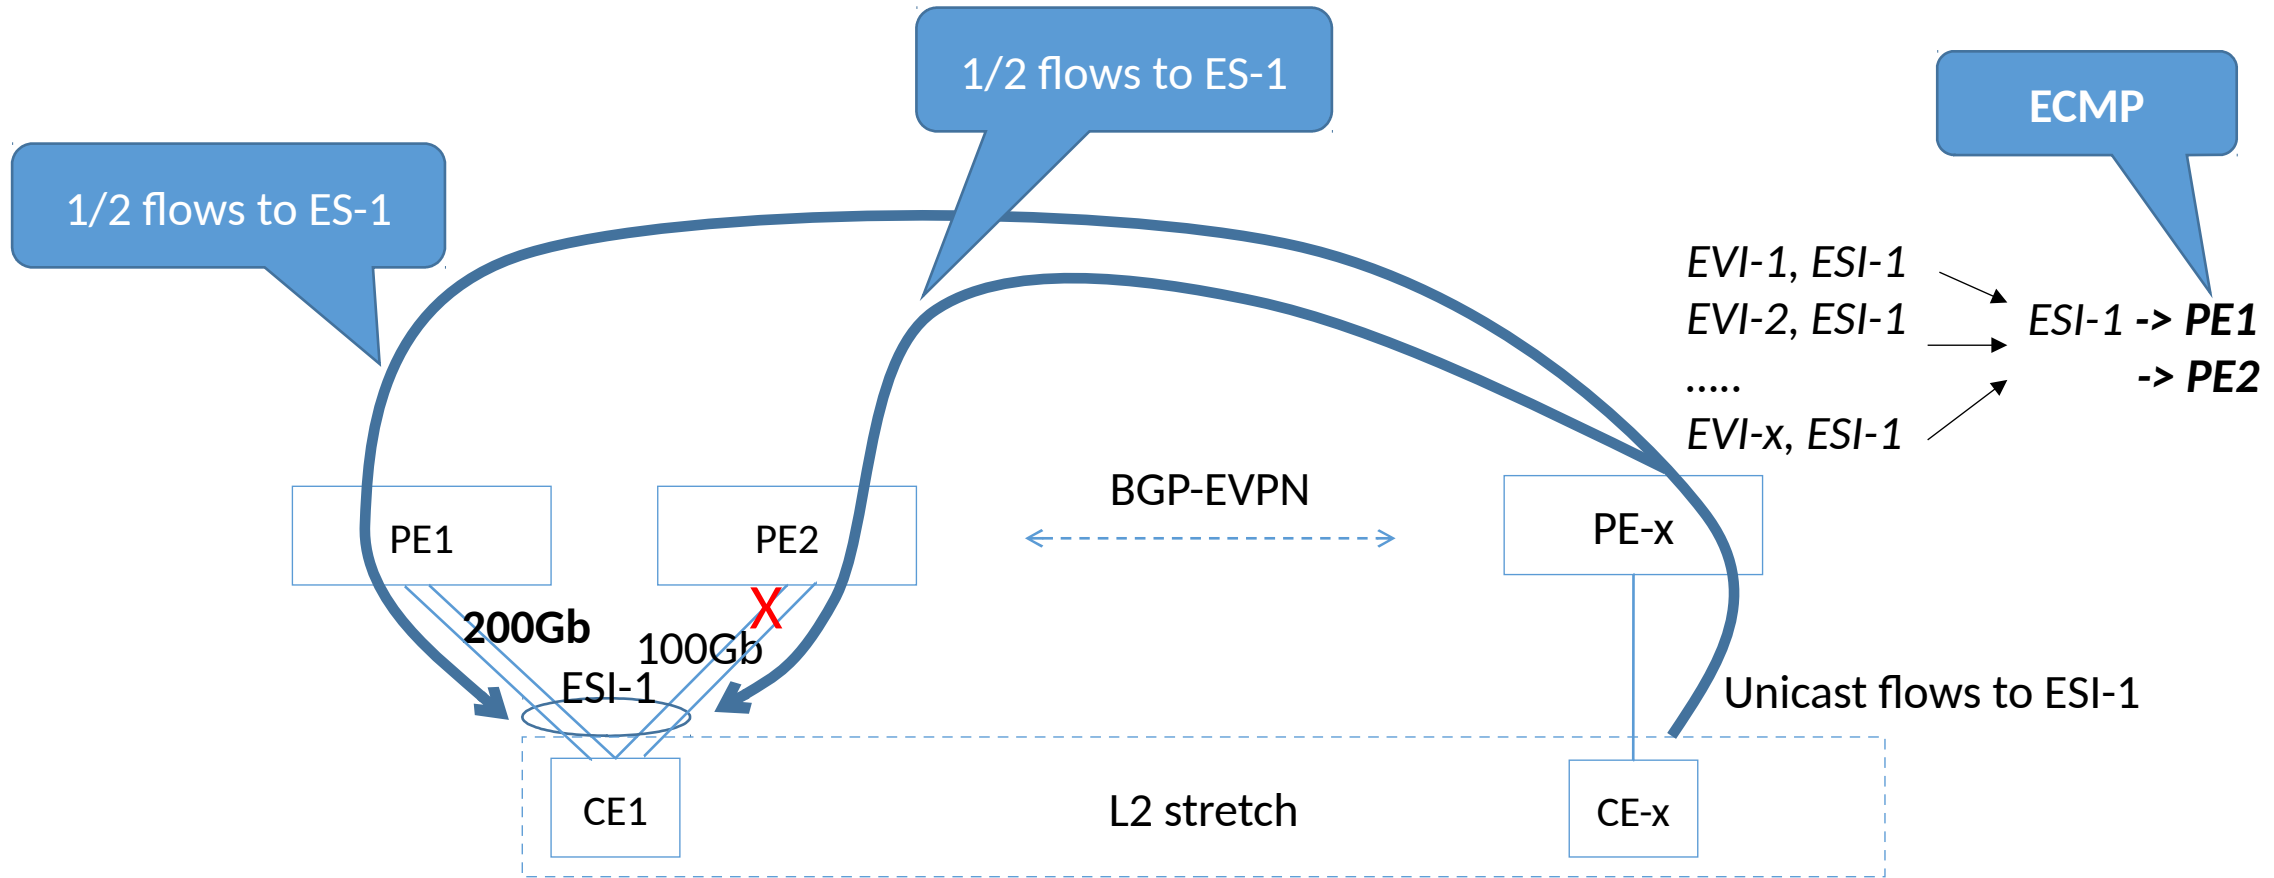 1/2 flows to ES-1
ECMP
1/2 flows to ES-1
EVI-1, ESI-1
EVI-2, ESI-1
.....
EVI-x, ESI-1
ESI-1 -> PE1
-> PE2
BGP-EVPN
PE1
PE2
PE-x
X
200Gb
100Gb
ESI-1
Unicast flows to ESI-1
CE1
L2 stretch
CE-x